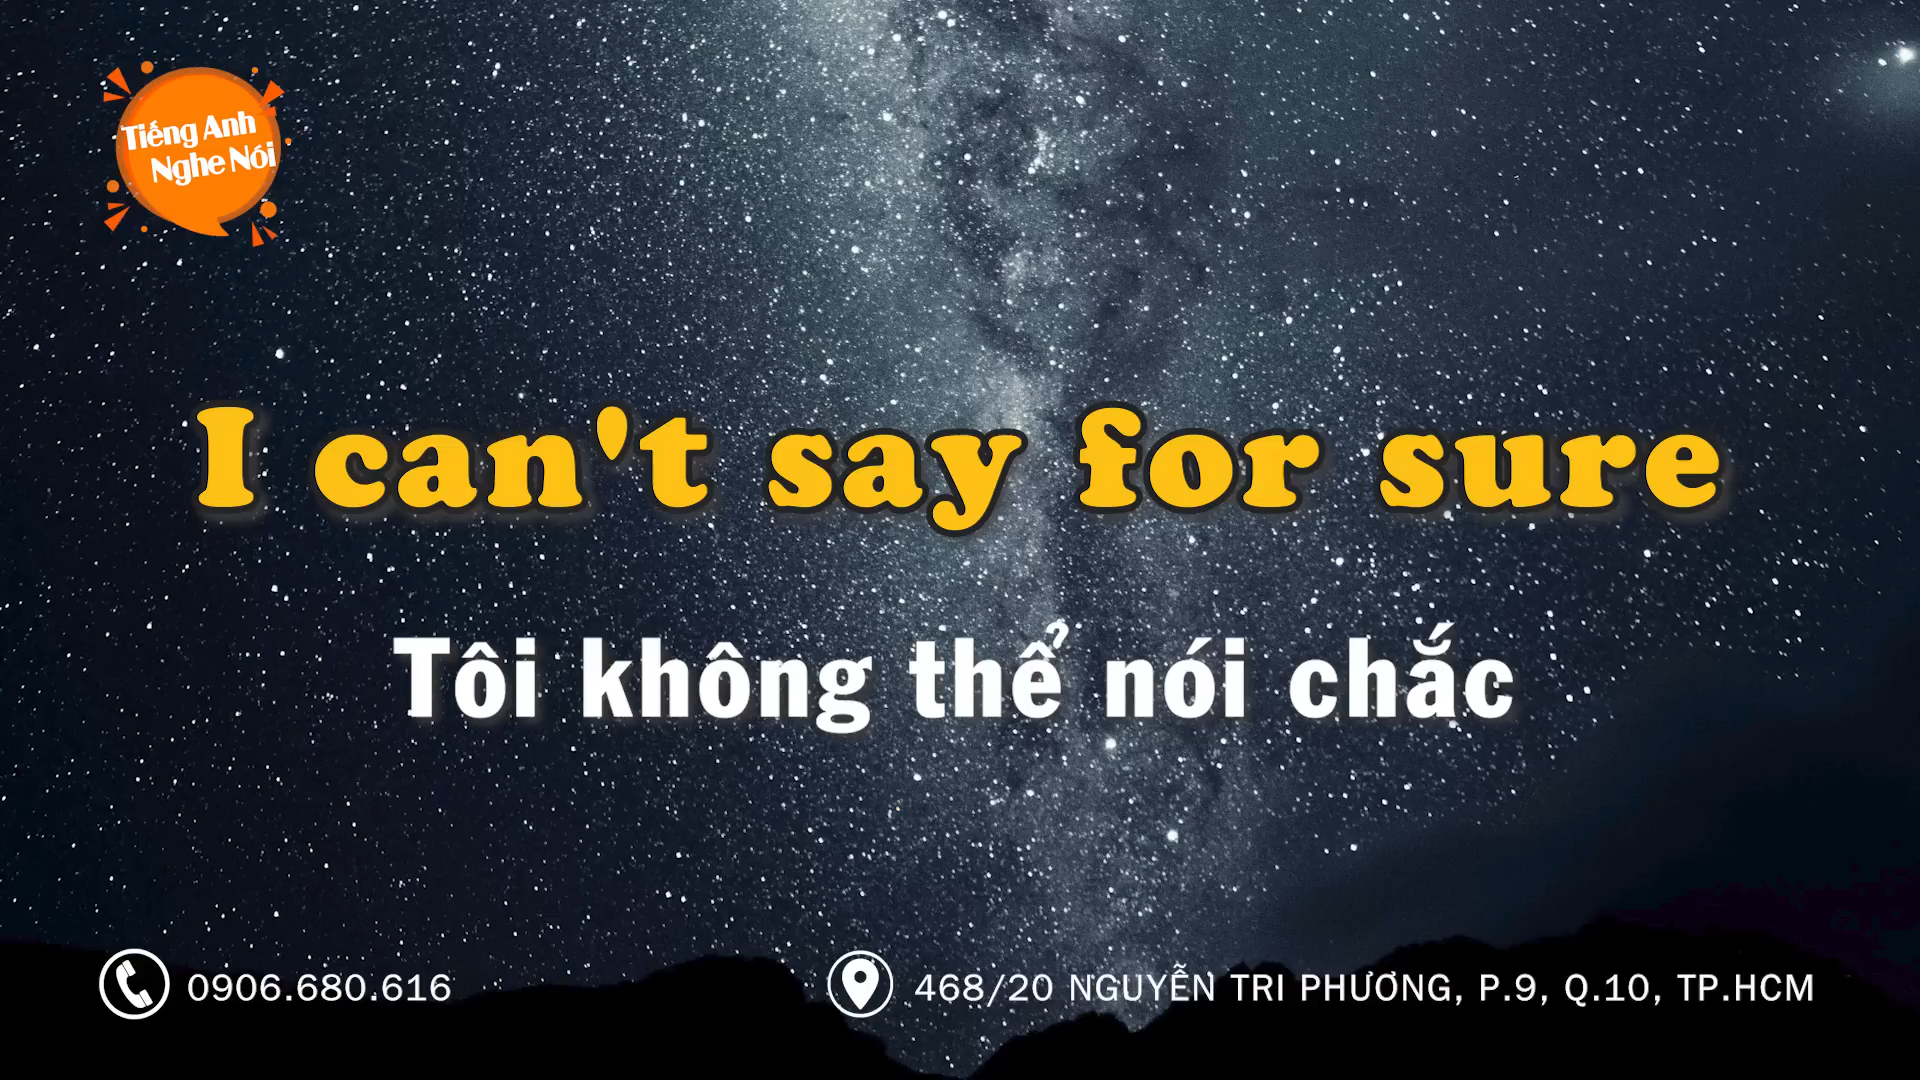 Tiếng Anh
Nghe Nói
I can't say for sure
Tôi không thể nói chắc
0906.680.616
468/20 NGUYỄN TRI PHƯƠNG, P.9, Q.10, TP.HCM